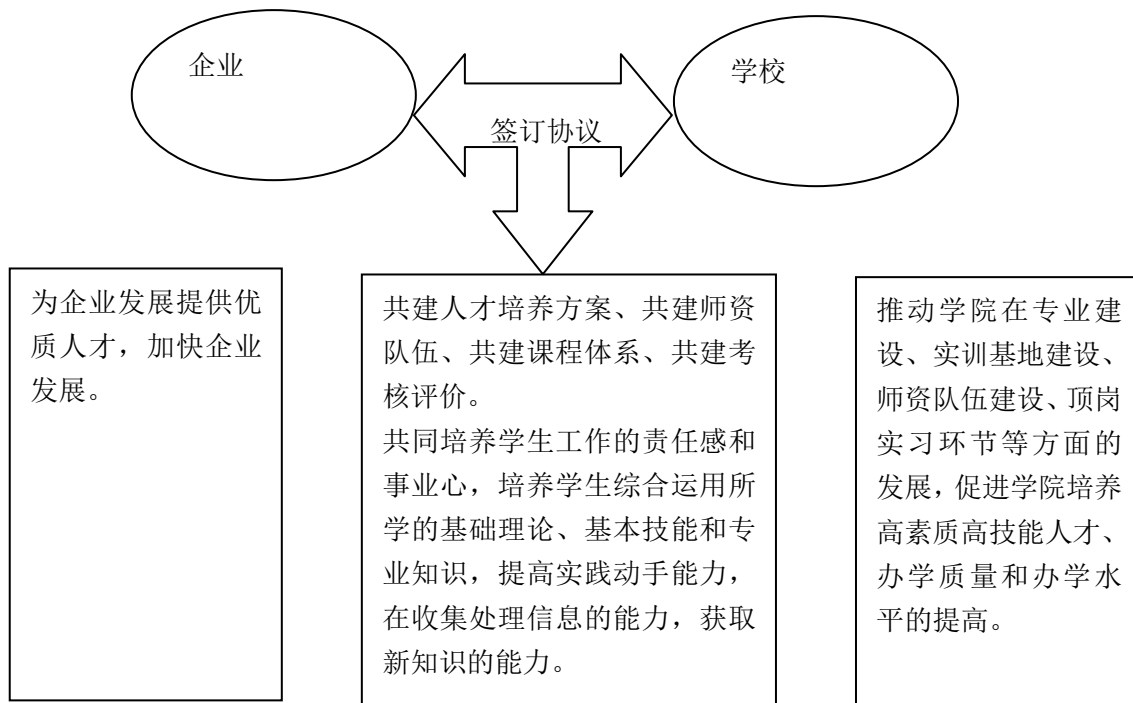 企业
学校
签订协议
为企业发展提供优
质人才，加快企业
发展。
共建人才培养方案、共建师资
队伍、共建课程体系、共建考
核评价。
共同培养学生工作的责任感和
事业心，培养学生综合运用所
学的基础理论、基本技能和专
业知识，提高实践动手能力，
在收集处理信息的能力，获取
新知识的能力。
推动学院在专业建
设、实训基地建设、
师资队伍建设、顶岗
实习环节等方面的
发展，促进学院培养
高素质高技能人才、
办学质量和办学水
平的提高。